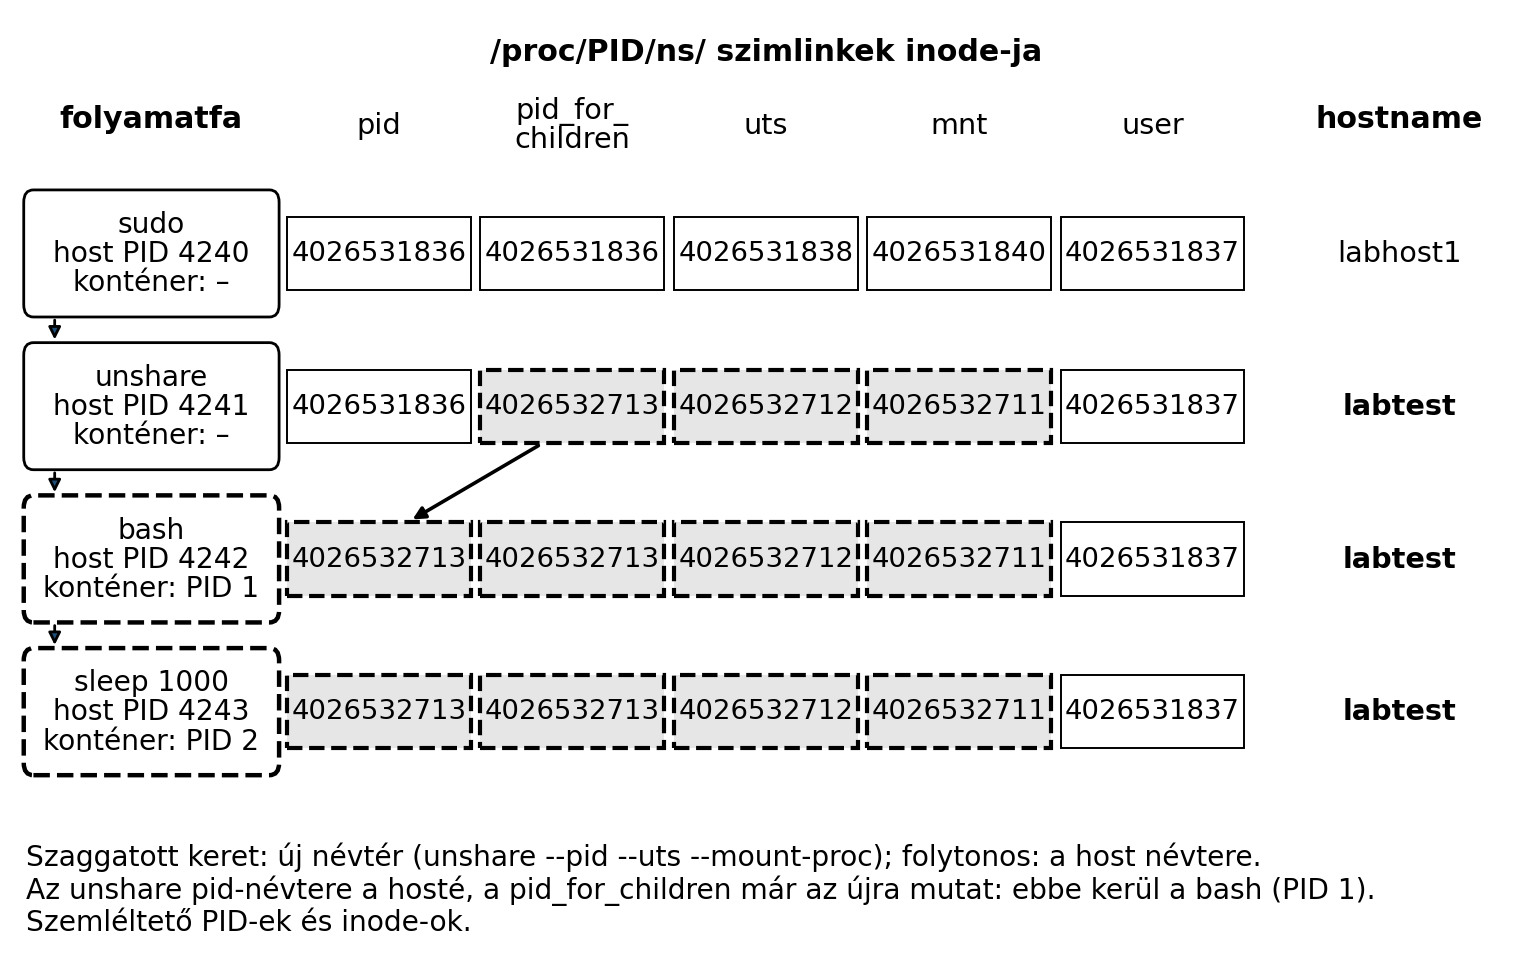 /proc/PID/ns/ szimlinkek inode-ja
folyamatfa
pid
pid_for_
children
uts
mnt
user
hostname
sudo
host PID 4240
konténer: –
4026531836
4026531836
4026531838
4026531840
4026531837
labhost1
unshare
host PID 4241
konténer: –
4026531836
4026532713
4026532712
4026532711
4026531837
labtest
bash
host PID 4242
konténer: PID 1
4026532713
4026532713
4026532712
4026532711
4026531837
labtest
sleep 1000
host PID 4243
konténer: PID 2
4026532713
4026532713
4026532712
4026532711
4026531837
labtest
Szaggatott keret: új névtér (unshare --pid --uts --mount-proc); folytonos: a host névtere.
Az unshare pid-névtere a hosté, a pid_for_children már az újra mutat: ebbe kerül a bash (PID 1).
Szemléltető PID-ek és inode-ok.